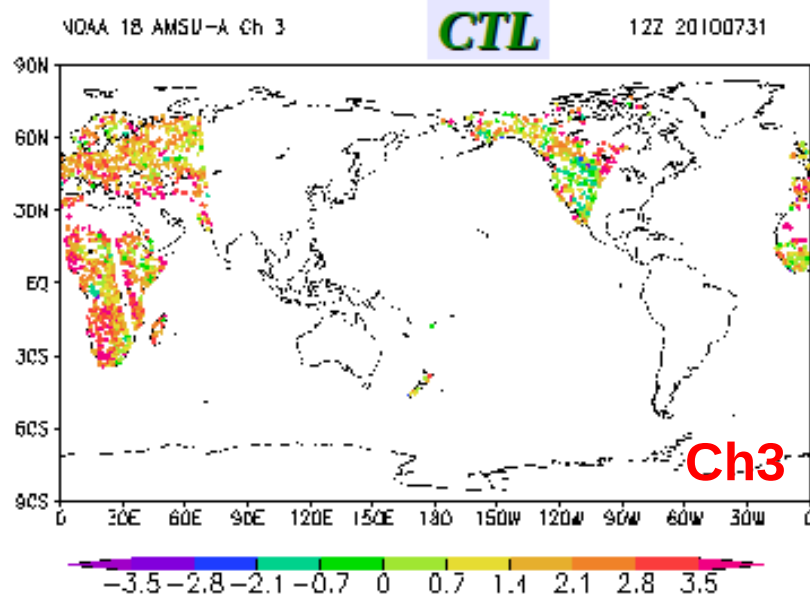 NOAA 18 AMSU-A Ch 3
CTL
12Z 20100731
90N
60N
30N
EQ
30S
60S
90S
0 30E 60E 90E 120E 150E 180 150W 120W 90W 60W 30W 0
Ch3
-3.5 -2.8 -2.1 -0.7 0 0.7 1.4 2.1 2.8 3.5